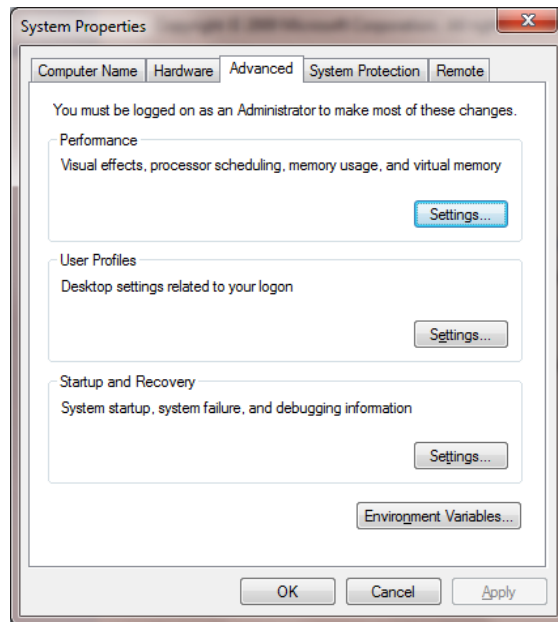 System Properties
Computer Name Hardware Advanced System Protection Remote
You must be logged on as an Administrator to make most of these changes.
Performance
Visual effects, processor scheduling, memory usage, and virtual memory
Settings...
User Profiles
Desktop settings related to your logon
Settings...
Startup and Recovery
System startup, system failure, and debugging information
Settings...
Environment Variables...
OK Cancel Apply